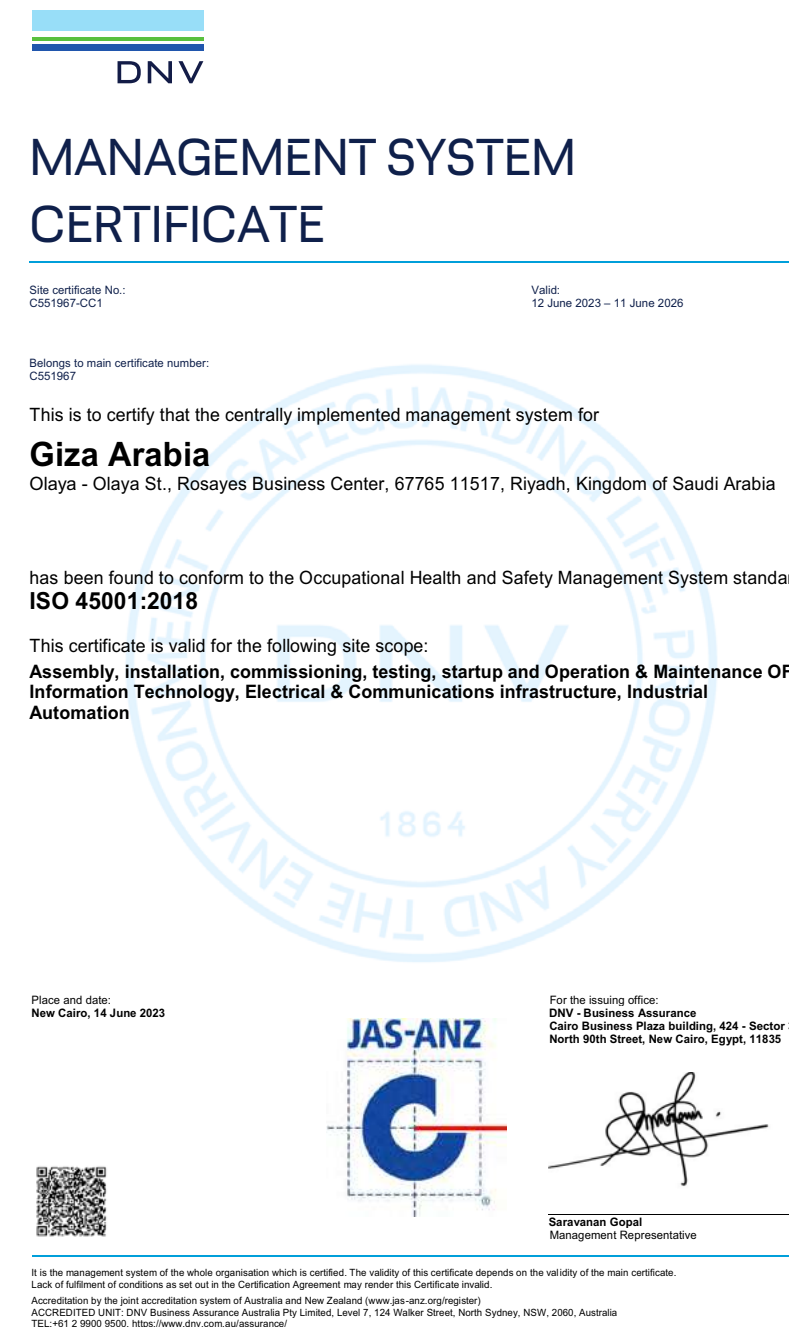 DNV
MANAGEMENT SYSTEM
CERTIFICATE
Site certificate No.:
C551967-CC1
Valid:
12 June 2023 – 11 June 2026
Belongs to main certificate number:
C551967
This is to certify that the centrally implemented management system for
Giza Arabia
Olaya - Olaya St., Rosayes Business Center, 67765 11517, Riyadh, Kingdom of Saudi Arabia
has been found to conform to the Occupational Health and Safety Management System standa
ISO 45001:2018
This certificate is valid for the following site scope:
Assembly, installation, commissioning, testing, startup and Operation & Maintenance OF
Information Technology, Electrical & Communications infrastructure, Industrial
Automation
SAFEGUARDING LIFE, PROPERTY AND THE ENVIRONMENT -
DNV
1864
Place and date:
New Cairo, 14 June 2023
JAS-ANZ
®
For the issuing office:
DNV - Business Assurance
Cairo Business Plaza building, 424 - Sector
North 90th Street, New Cairo, Egypt, 11835
Saravanan Gopal
Management Representative
It is the management system of the whole organisation which is certified. The validity of this certificate depends on the validity of the main certificate.
Lack of fulfilment of conditions as set out in the Certification Agreement may render this Certificate invalid.
Accreditation by the joint accreditation system of Australia and New Zealand (www.jas-anz.org/register)
ACCREDITED UNIT: DNV Business Assurance Australia Pty Limited, Level 7, 124 Walker Street, North Sydney, NSW, 2060, Australia
TEL:+61 2 9900 9500. https://www.dnv.com.au/assurance/